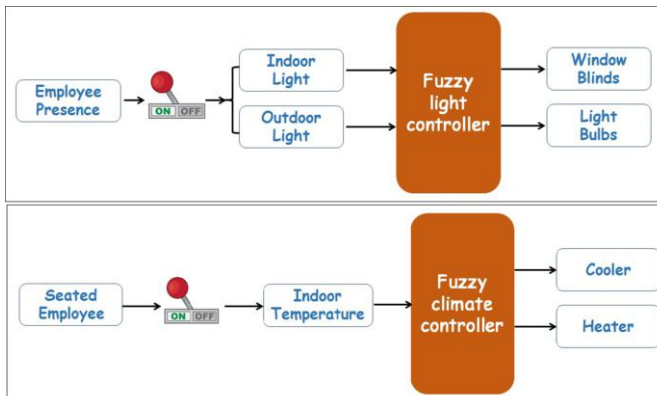 Employee
Presence
ON OFF
Indoor
Light
Outdoor
Light
Fuzzy
light
controller
Window
Blinds
Light
Bulbs
Seated
Employee
ON OFF
Indoor
Temperature
Fuzzy
climate
controller
Cooler
Heater